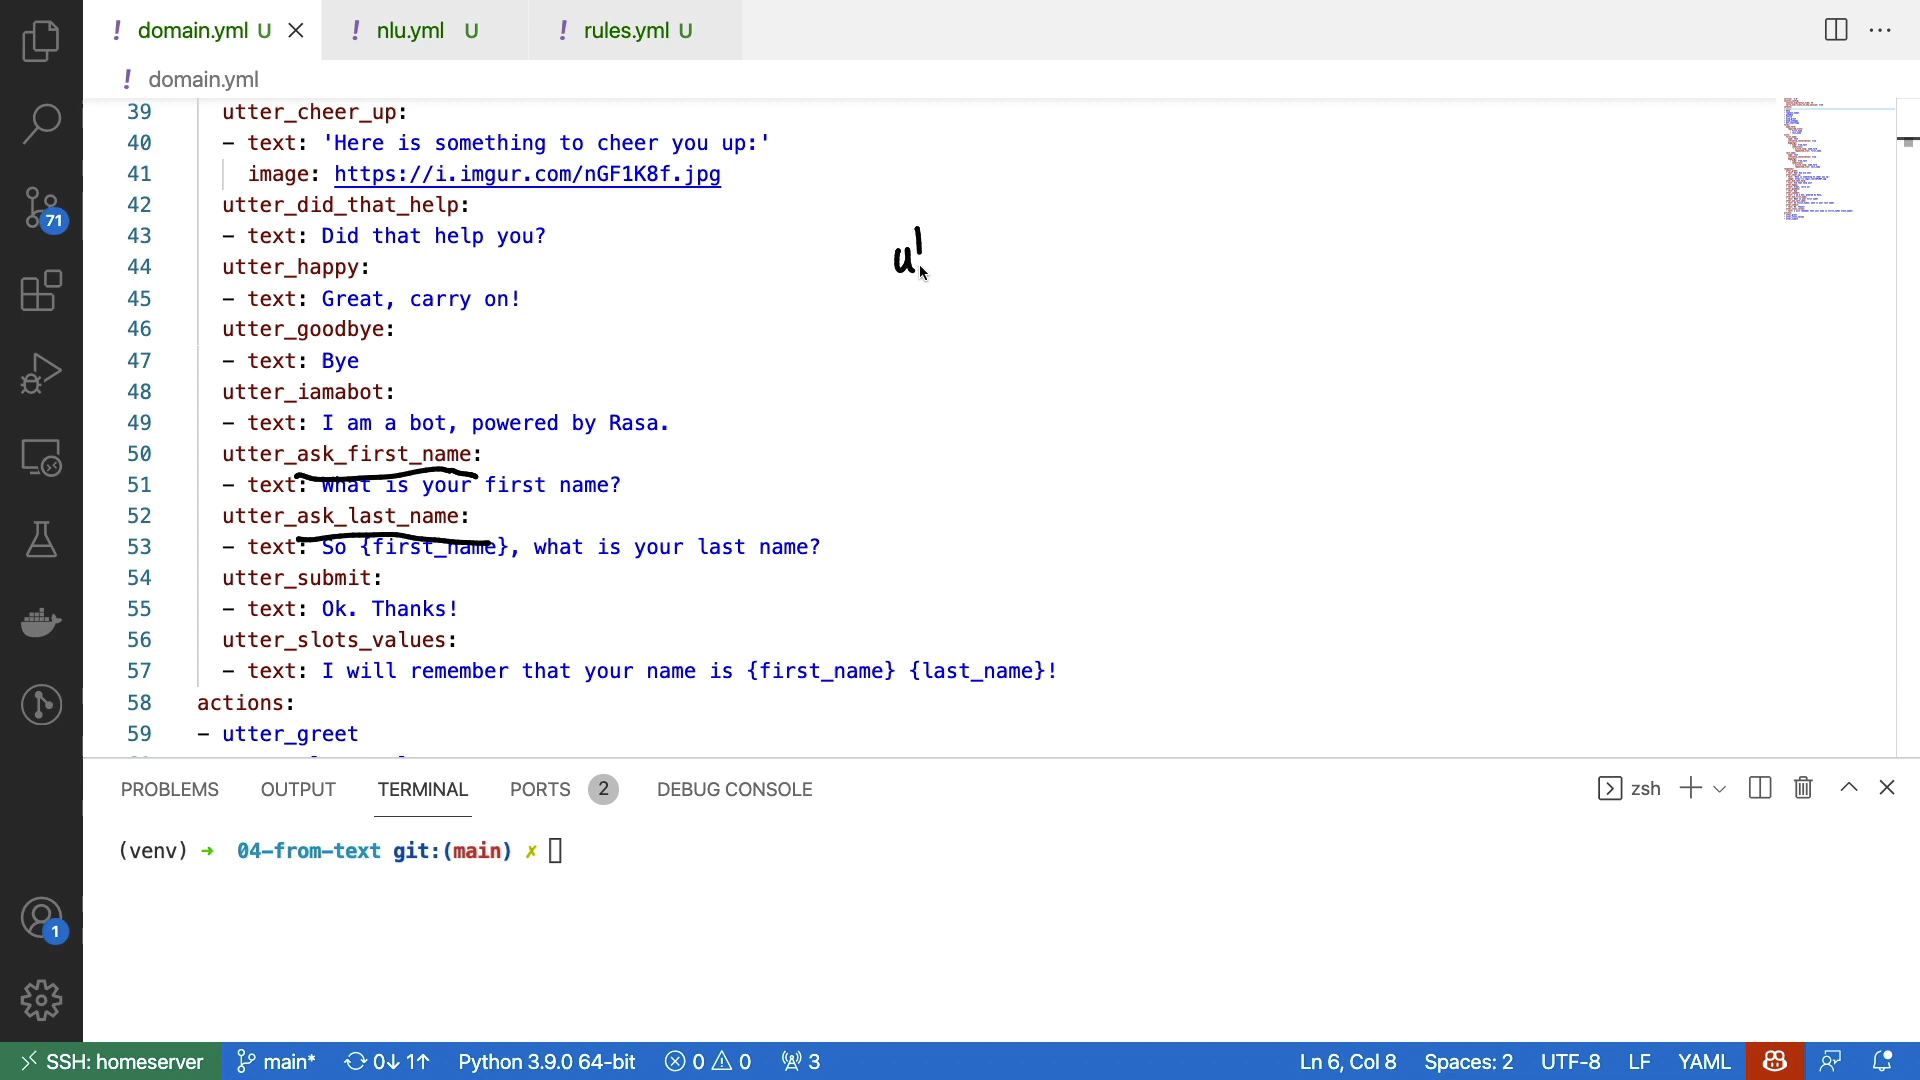 ! domain.yml U
! nlu.yml U
! rules.yml U
! domain.yml
39 utter_cheer_up:
40 - text: 'Here is something to cheer you up:'
41 image: https://i.imgur.com/nGF1K8f.jpg
42 utter_did_that_help:
43 - text: Did that help you?
44 utter_happy:
45 - text: Great, carry on!
46 utter_goodbye:
47 - text: Bye
48 utter_iamabot:
49 - text: I am a bot, powered by Rasa.
50 utter_ask_first_name:
51 - text: What is your first name?
52 utter_ask_last_name:
53 - text: So {first_name}, what is your last name?
54 utter_submit:
55 - text: Ok. Thanks!
56 utter_slots_values:
57 - text: I will remember that your name is {first_name} {last_name}!
58 actions:
59 - utter_greet
71
PROBLEMS OUTPUT TERMINAL PORTS 2 DEBUG CONSOLE
zsh
(venv) ➜ 04-from-text git:(main) ✗
1
SSH: homeserver main* 0↓ 1↑ Python 3.9.0 64-bit 0 0 3 Ln 6, Col 8 Spaces: 2 UTF-8 LF YAML